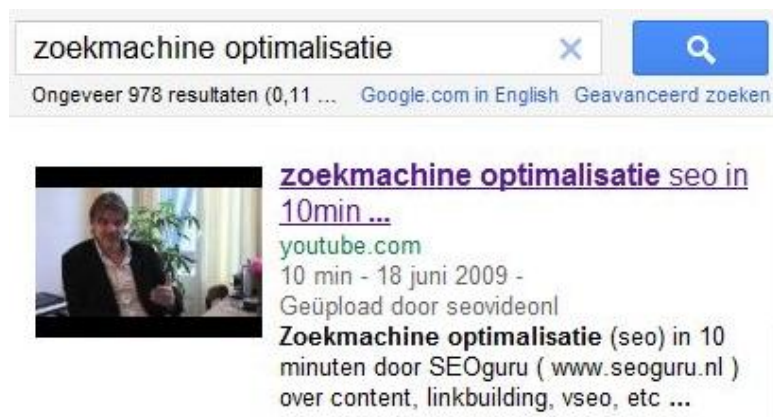 zoekmachine optimalisatie
Ongeveer 978 resultaten (0,11 ... Google.com in English Geavanceerd zoeken
zoekmachine optimalisatie seo in
10min ...
youtube.com
10 min - 18 juni 2009 -
Geüpload door seovideonl
Zoekmachine optimalisatie (seo) in 10
minuten door SEOguru ( www.seoguru.nl )
over content, linkbuilding, vseo, etc ...